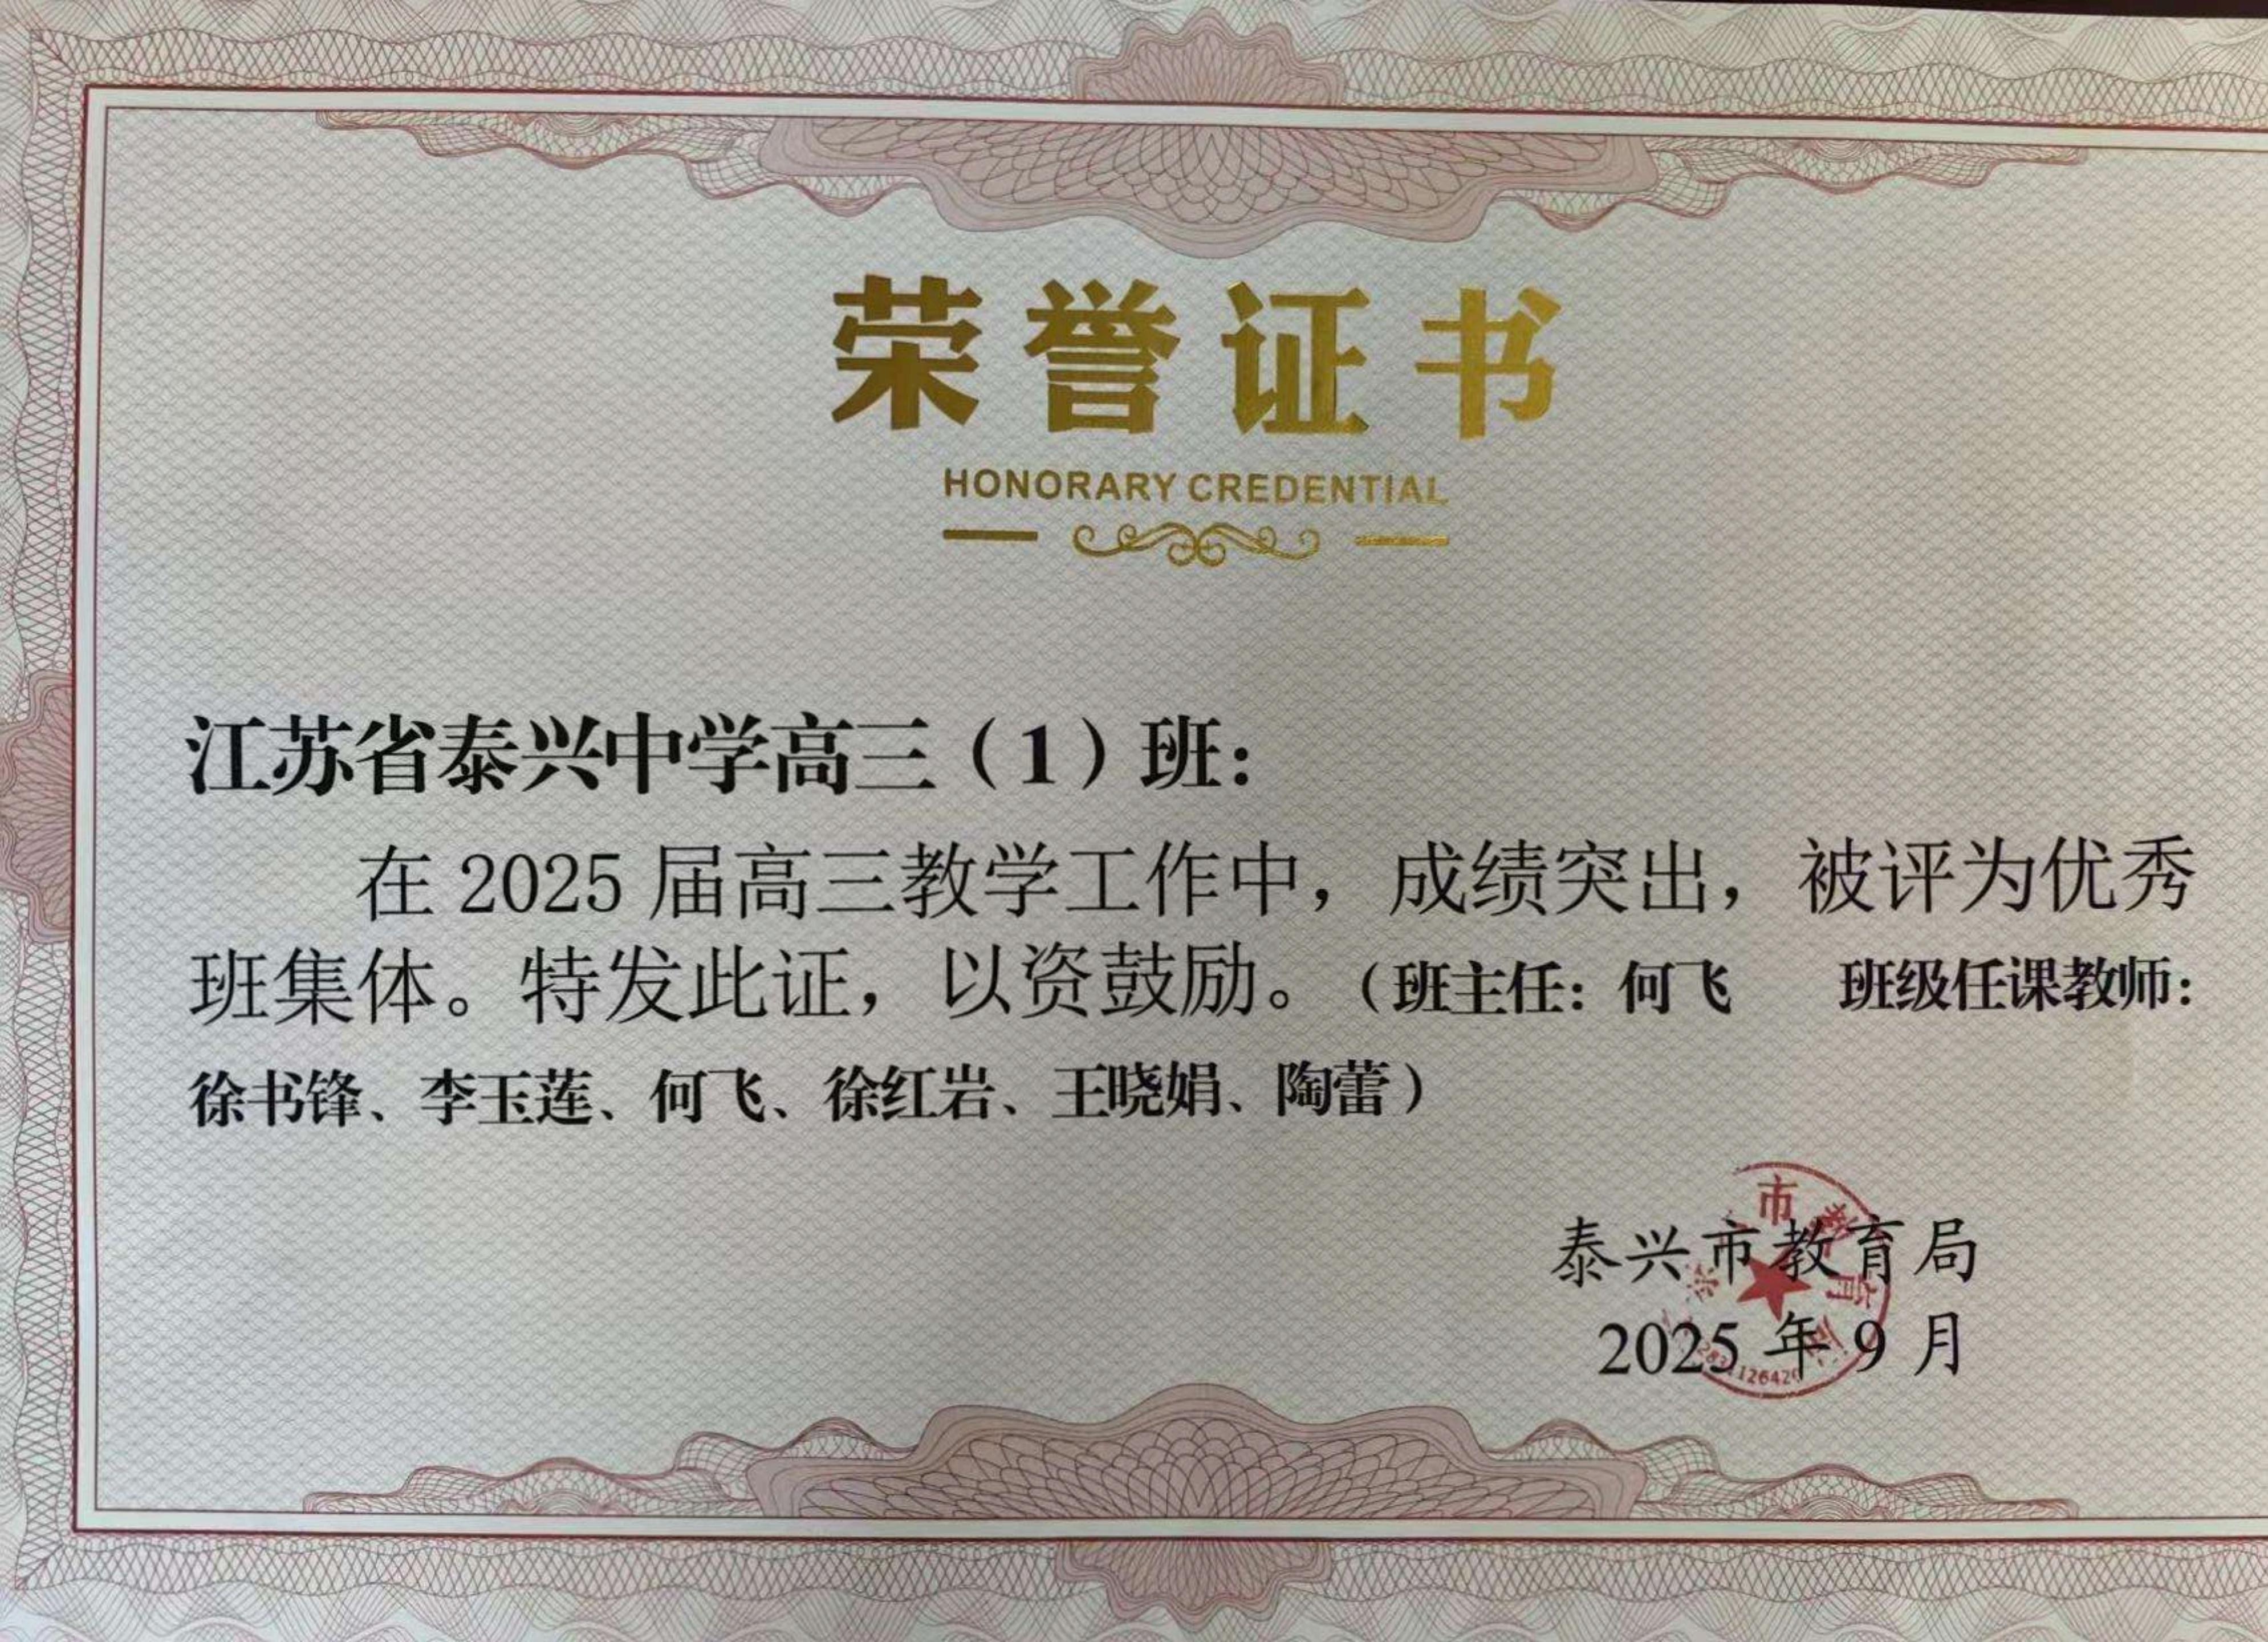 荣誉证书
HONORARY CREDENTIAL
江苏省泰兴中学高三（1）班：
在 2025 届高三教学工作中，成绩突出，被评为优秀
班集体。特发此证，以资鼓励。（班主任：何飞 班级任课教师：
徐书锋、李玉莲、何飞、徐红岩、王晓娟、陶蕾）
泰兴市教育局
2025 年 9 月